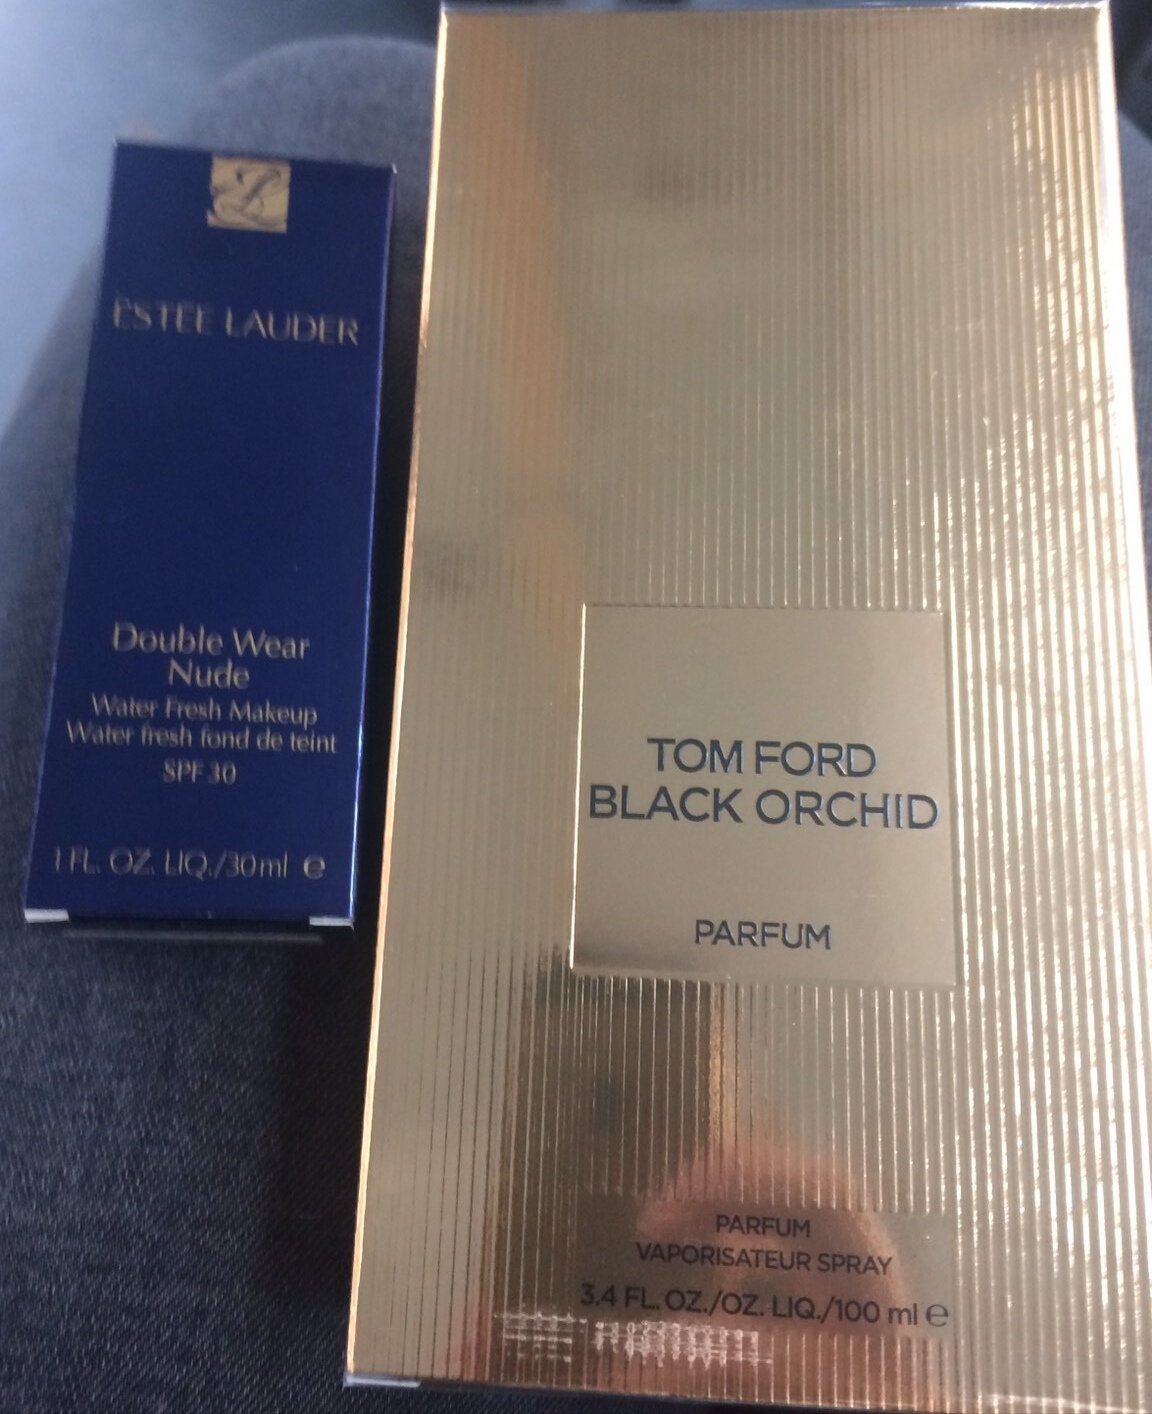 ESTĒE LAUDER
Double Wear
Nude
Water Fresh Makeup
Water fresh fond de teint
SPF 30
1 FL. OZ. LIQ./30ml e
TOM FORD
BLACK ORCHID
PARFUM
PARFUM
VAPORISATEUR SPRAY
3.4 FL. OZ./OZ. LIQ./100 ml e